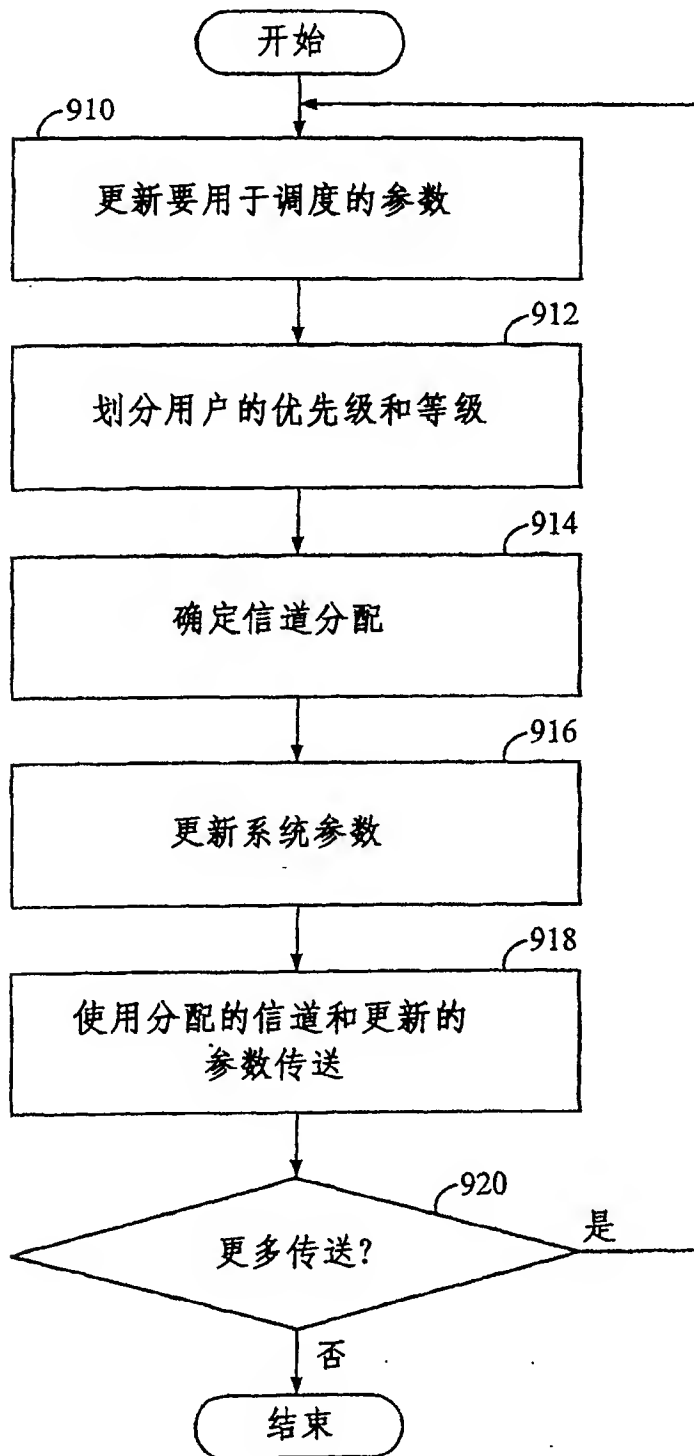 开始
910
更新要用于调度的参数
912
划分用户的优先级和等级
914
确定信道分配
916
更新系统参数
918
使用分配的信道和更新的
参数传送
920
更多传送?
是
否
结束